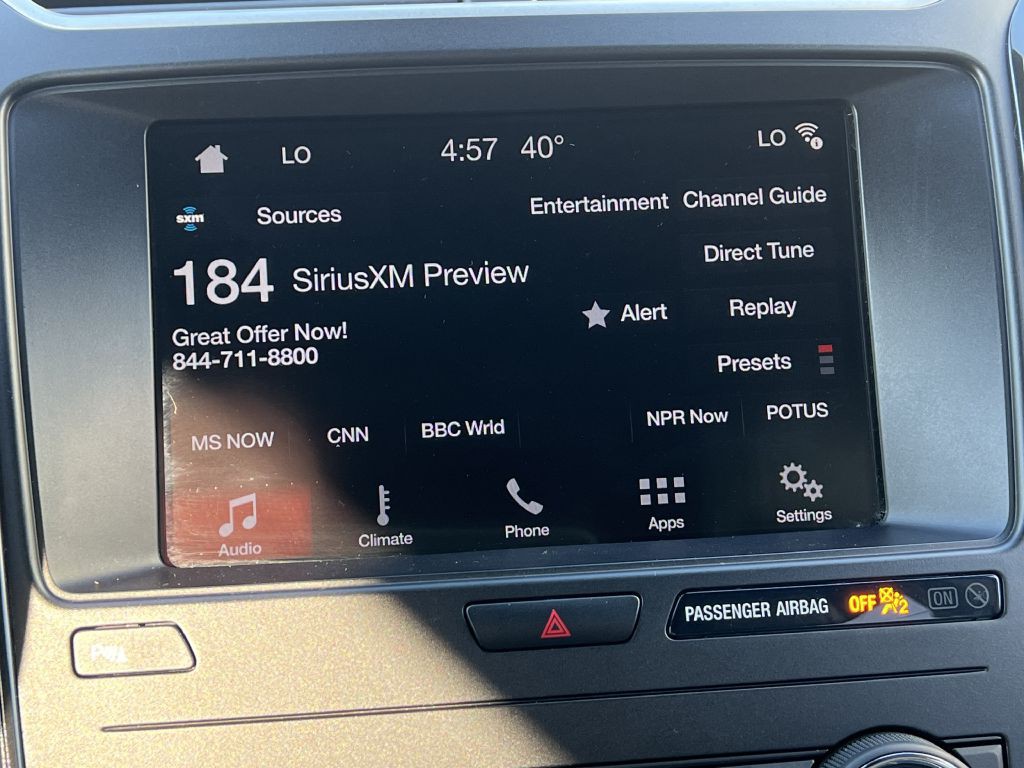 LO 4:57 40° LO
sxm Sources Entertainment Channel Guide
Direct Tune
184 SiriusXM Preview
Alert Replay
Great Offer Now!
844-711-8800
Presets
MS NOW CNN BBC Wrld NPR Now POTUS
Audio Climate Phone Apps Settings
PASSENGER AIRBAG OFF 2 ON